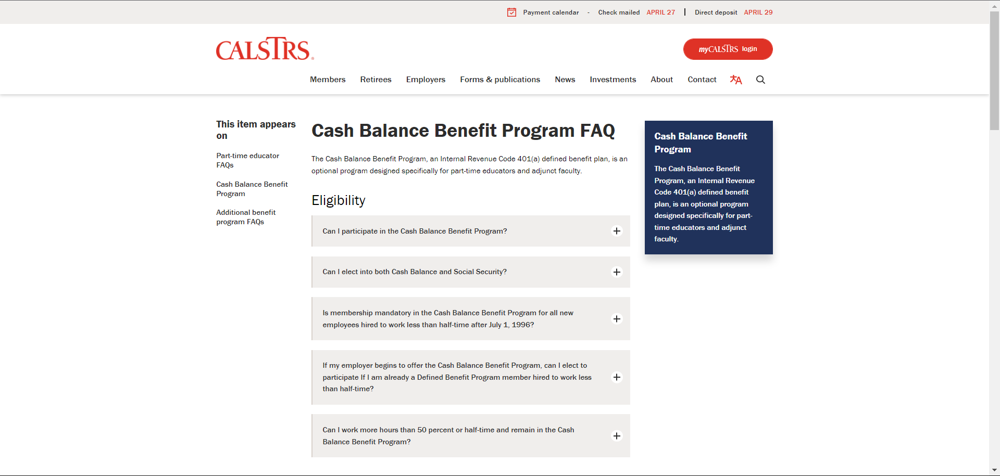 Payment calendar - Check mailed APRIL 27 | Direct deposit APRIL 29
CALSTRS®
myCALSTRS login
Members Retirees Employers Forms & publications News Investments About Contact
This item appears
on
Part-time educator
FAQs
Cash Balance Benefit
Program
Additional benefit
program FAQs
Cash Balance Benefit Program FAQ
The Cash Balance Benefit Program, an Internal Revenue Code 401(a) defined benefit plan, is an
optional program designed specifically for part-time educators and adjunct faculty.
Eligibility
Can I participate in the Cash Balance Benefit Program?
Can I elect into both Cash Balance and Social Security?
Is membership mandatory in the Cash Balance Benefit Program for all new
employees hired to work less than half-time after July 1, 1996?
If my employer begins to offer the Cash Balance Benefit Program, can I elect to
participate If I am already a Defined Benefit Program member hired to work less
than half-time?
Can I work more hours than 50 percent or half-time and remain in the Cash
Balance Benefit Program?
Cash Balance Benefit
Program
The Cash Balance Benefit
Program, an Internal Revenue
Code 401(a) defined benefit
plan, is an optional program
designed specifically for part-
time educators and adjunct
faculty.